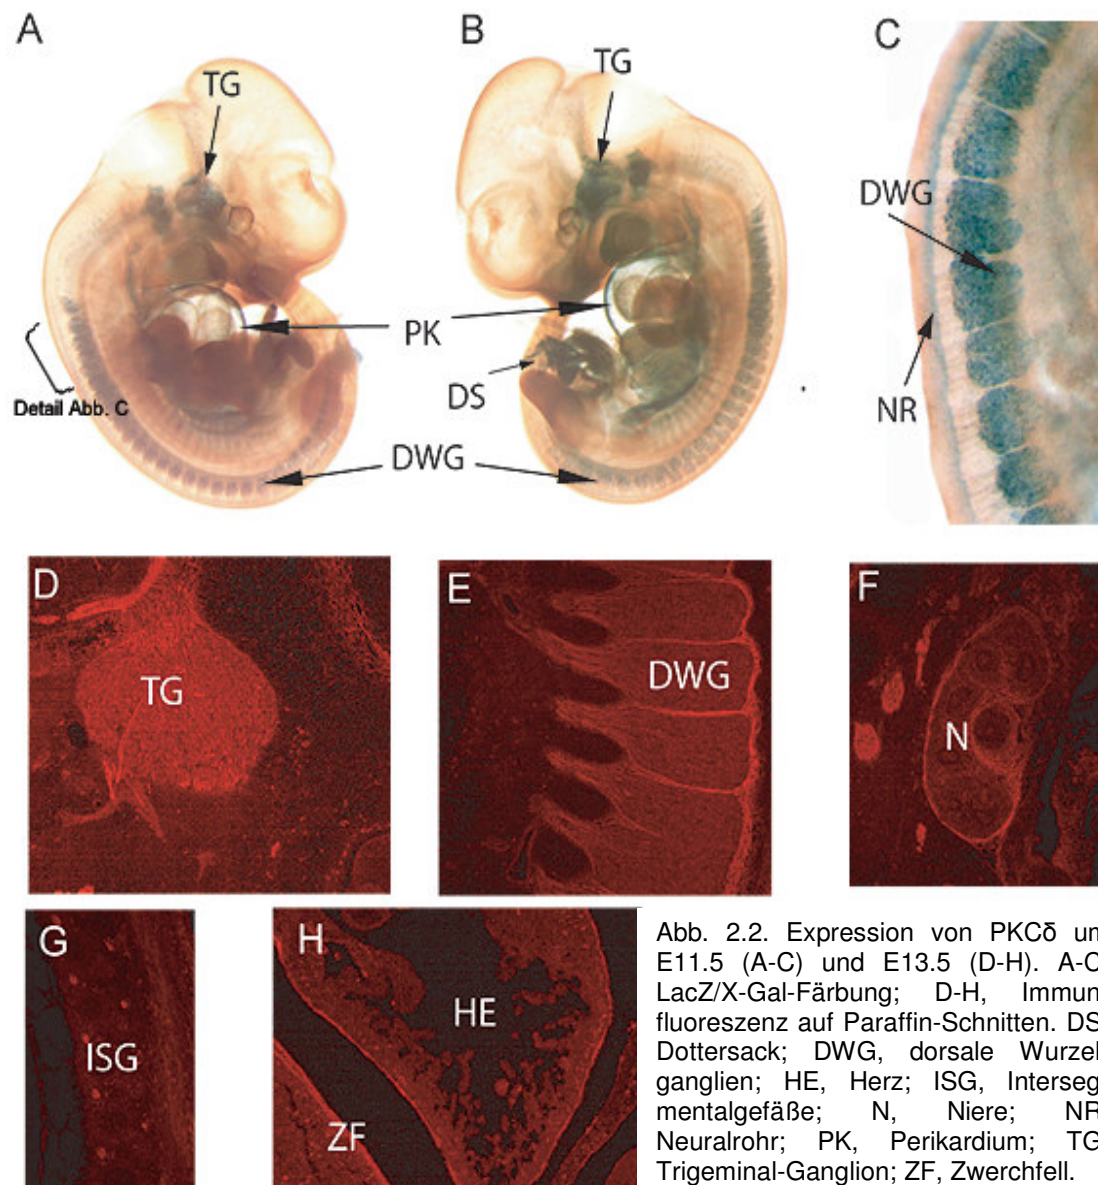 A
B
C
TG
TG
DWG
PK
DS
NR
Detail Abb. C
DWG
D
E
F
TG
DWG
N
G
H
ISG
HE
ZF
Abb. 2.2. Expression von PKCδ um
E11.5 (A-C) und E13.5 (D-H). A-C
LacZ/X-Gal-Färbung; D-H, Immun
fluoreszenz auf Paraffin-Schnitten. DS
Dottersack; DWG, dorsale Wurzel
ganglien; HE, Herz; ISG, Interseg
mentalgefäße; N, Niere; NR
Neuralrohr; PK, Perikardium; TG
Trigeminal-Ganglion; ZF, Zwerchfell.